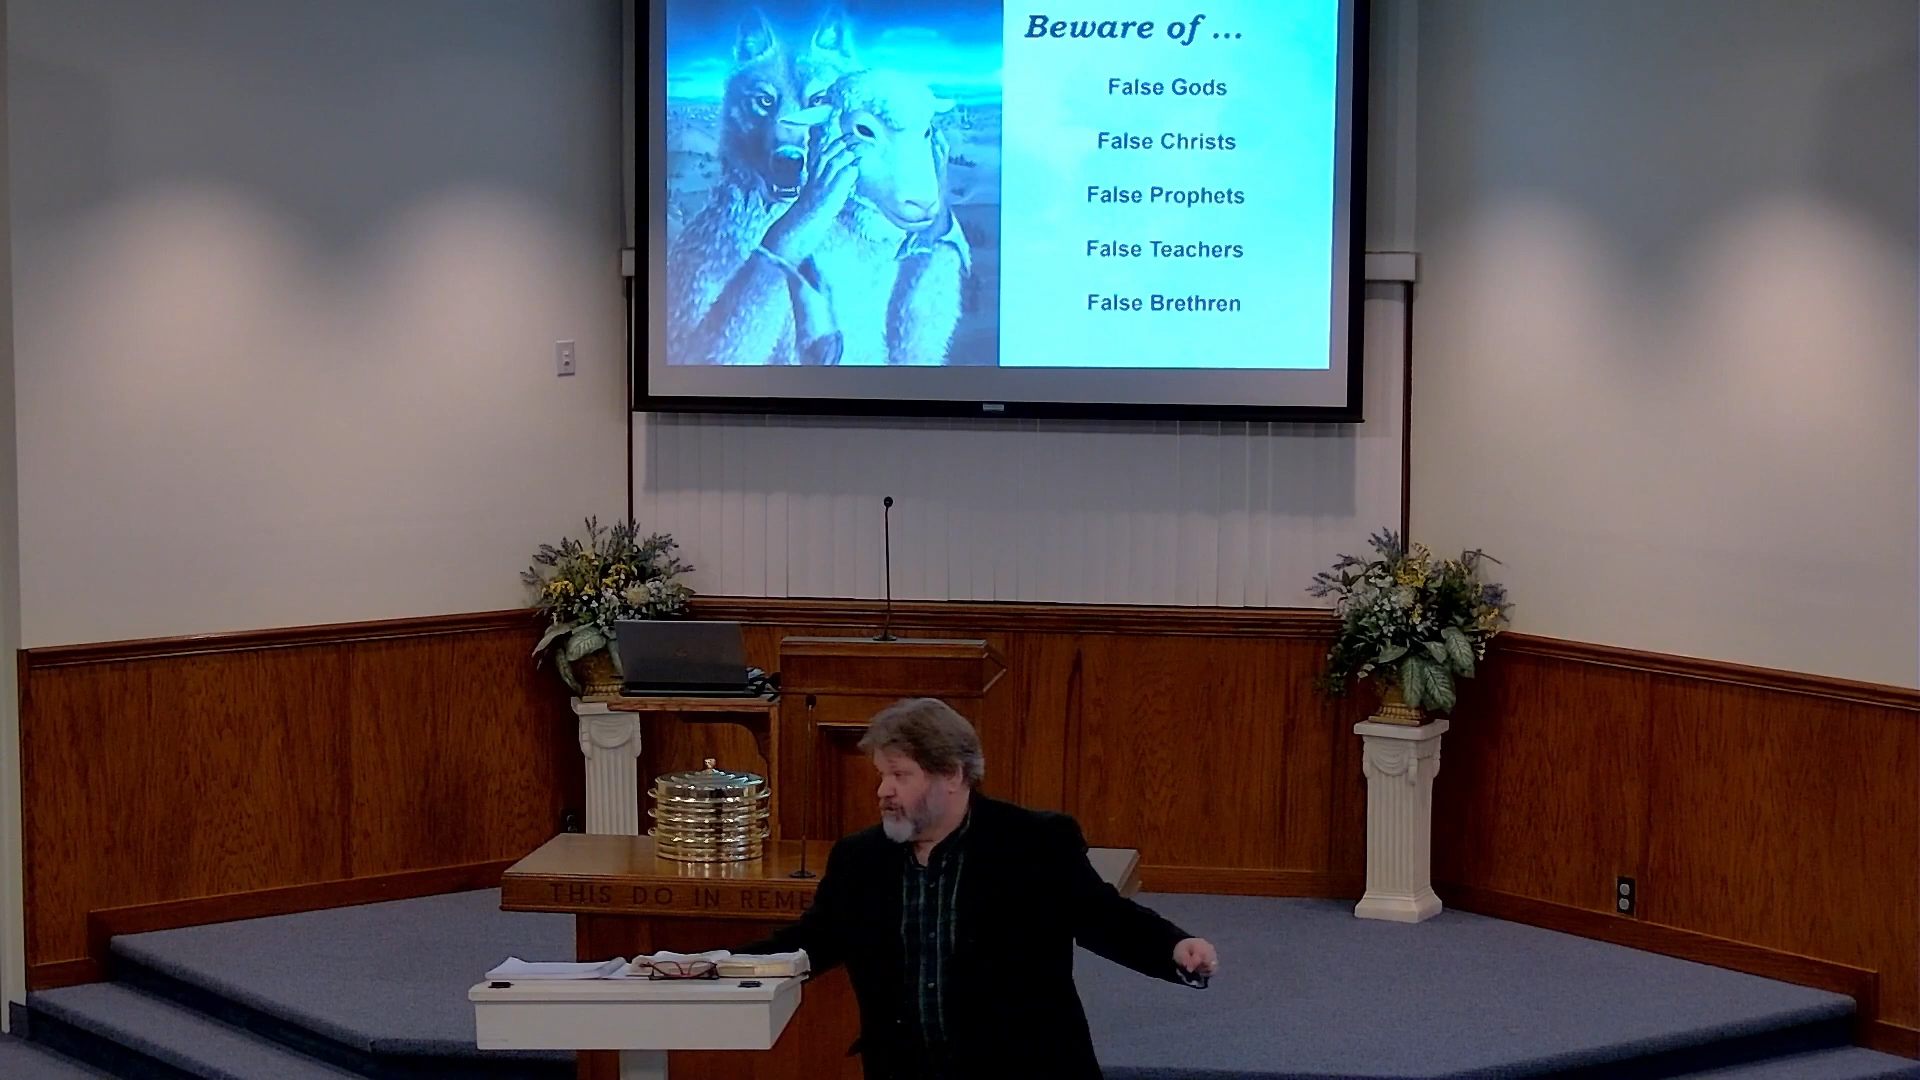 Beware of ...
False Gods
False Christs
False Prophets
False Teachers
False Brethren
THIS DO IN REME